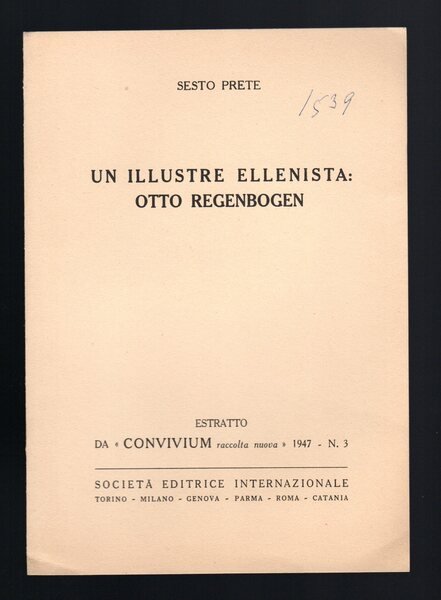 SESTO PRETE
1539
UN ILLUSTRE ELLENISTA:
OTTO REGENBOGEN
ESTRATTO
DA « CONVIVIUM raccolta nuova » 1947 - N. 3
SOCIETÀ EDITRICE INTERNAZIONALE
TORINO - MILANO - GENOVA - PARMA - ROMA - CATANIA